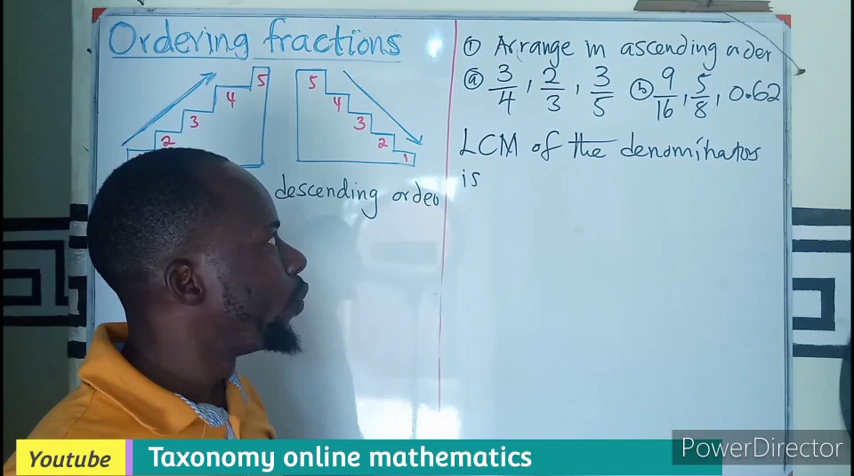 Ordering fractions
5
4
3
2
5
4
3
2
1
descending order
① Arrange in ascending order
ⓐ 3/4, 2/3, 3/5 ⓑ 9/16, 5/8, 0.62
LCM of the denominators
is
Youtube Taxonomy online mathematics
PowerDirector